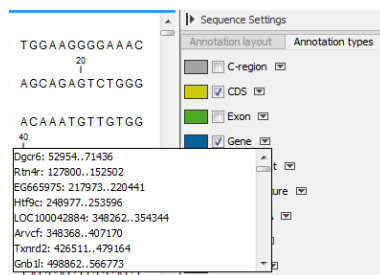 Sequence Settings
Annotation layout Annotation types
TGGAAGGGGAAAC
20
AGCAGAGTCTGGG
ACAAATGTTGTGG
40
C-region
CDS
Exon
Gene
Dgcr6: 52954..71436
Rtn4r: 127800..152502
EG665975: 217973..220441
Htf9c: 248977..253596
LOC100042884: 348262..354344
Arvcf: 348368..407170
Txnrd2: 426511..479164
Gnb1l: 498862..566773
t
ure